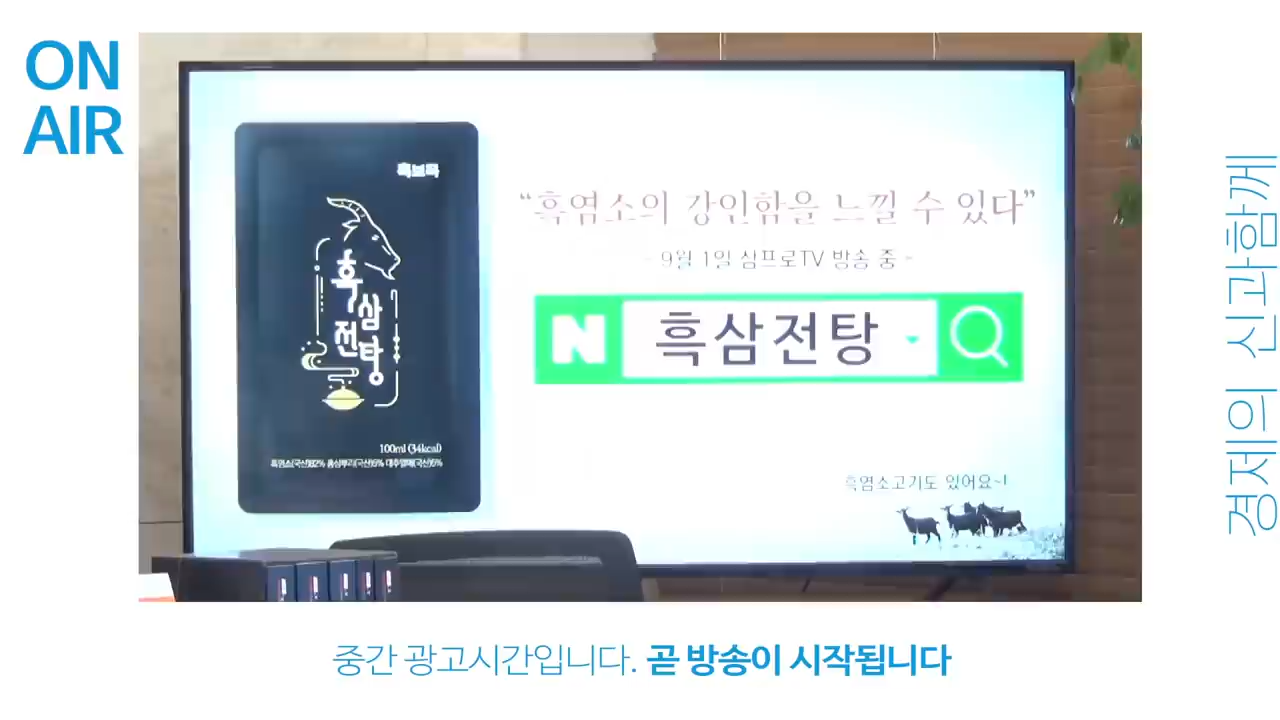 ON
AIR
흑보목
흑삼전탕
100ml (34kcal)
“흑염소의 강인함을 느낄 수 있다”
- 9월 1일 삼프로TV 방송 중 -
N 흑삼전탕
흑염소고기도 있어요~!
경제의 신과함께
중간 광고시간입니다. 곧 방송이 시작됩니다